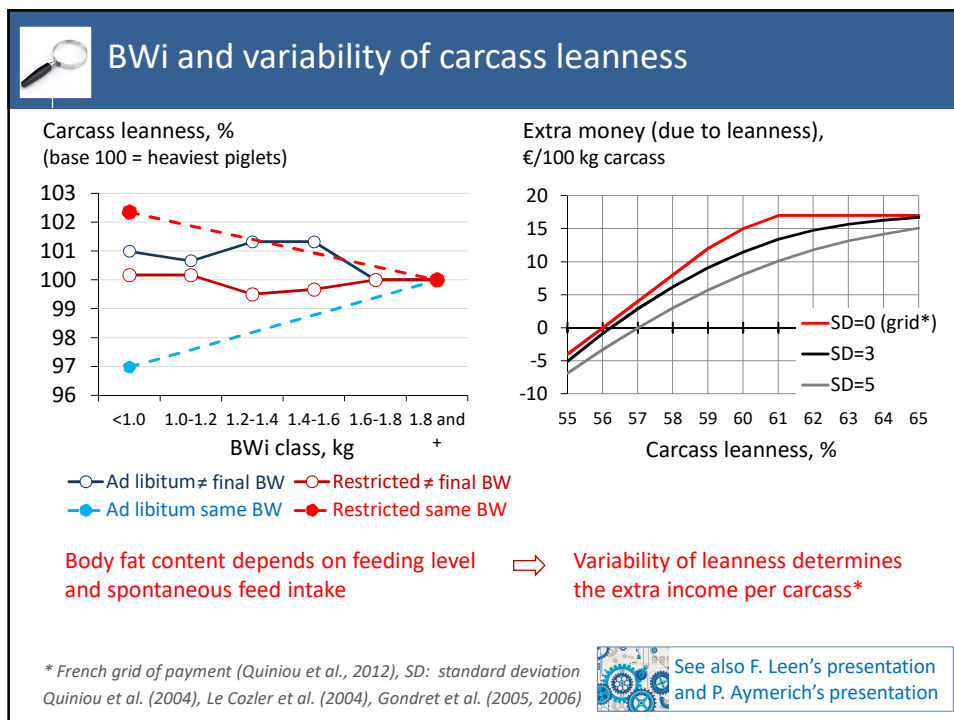 BWi and variability of carcass leanness
Carcass leanness, %
(base 100 = heaviest piglets)
103
102
101
100
99
98
97
96
<1.0
1.0-1.2
1.2-1.4
1.4-1.6
1.6-1.8
1.8 and
+
BWi class, kg
Ad libitum ≠ final BW
Restricted ≠ final BW
Ad libitum same BW
Restricted same BW
Extra money (due to leanness),
€/100 kg carcass
20
15
10
5
0
-5
-10
SD=0 (grid*)
SD=3
SD=5
55 56 57 58 59 60 61 62 63 64 65
Carcass leanness, %
Body fat content depends on feeding level
and spontaneous feed intake
Variability of leanness determines
the extra income per carcass*
* French grid of payment (Quiniou et al., 2012), SD: standard deviation
Quiniou et al. (2004), Le Cozler et al. (2004), Gondret et al. (2005, 2006)
See also F. Leen's presentation
and P. Aymerich's presentation